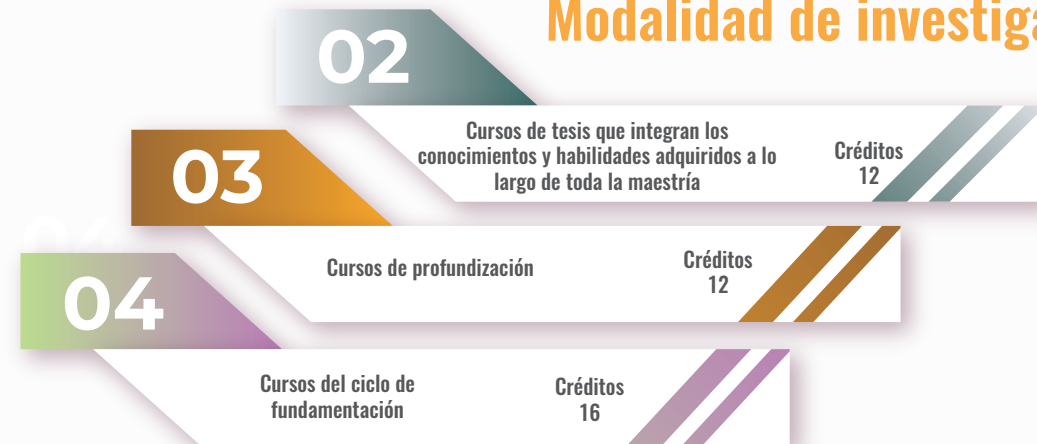 Modalidad de investiga
02
Cursos de tesis que integran los
conocimientos y habilidades adquiridos a lo
largo de toda la maestría
Créditos
12
03
Cursos de profundización
Créditos
12
04
Cursos del ciclo de
fundamentación
Créditos
16